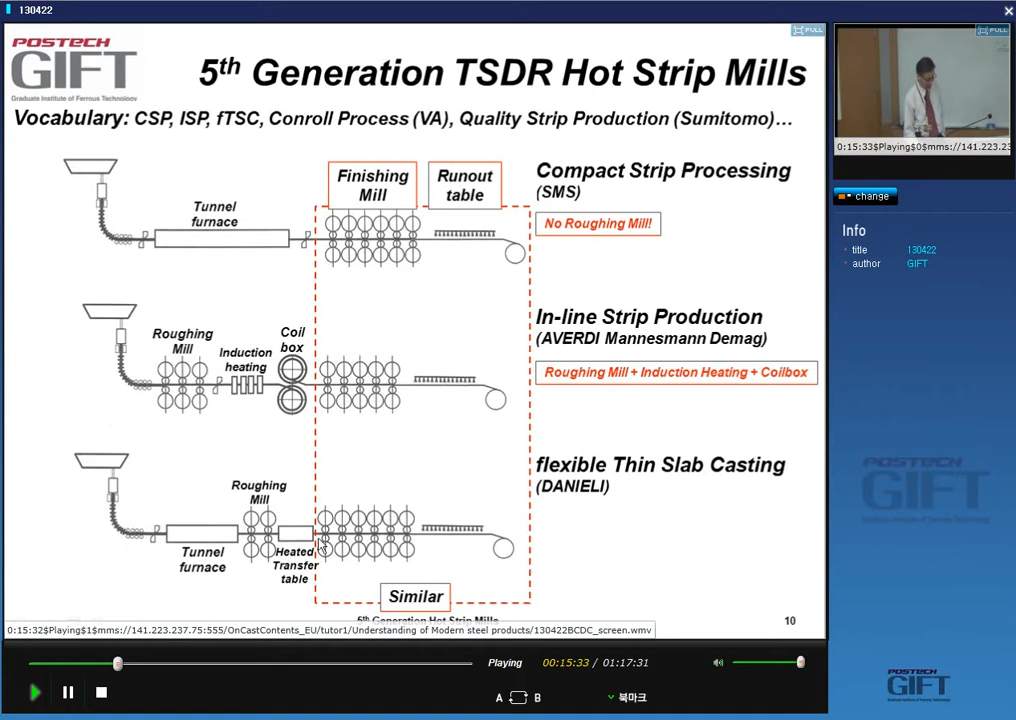 130422
POSTECH
GIFT
Graduate Institute of Ferrous Technology
5th Generation TSDR Hot Strip Mills
FULL
Vocabulary: CSP, ISP, fTSC, Conroll Process (VA), Quality Strip Production (Sumitomo)…
Tunnel
furnace
Finishing
Mill
Runout
table
Compact Strip Processing
(SMS)
No Roughing Mill!
Roughing
Mill
Induction
heating
Coil
box
In-line Strip Production
(AVERDI Mannesmann Demag)
Roughing Mill + Induction Heating + Coilbox
Roughing
Mill
Tunnel
furnace
Heated
Transfer
table
flexible Thin Slab Casting
(DANIELI)
Similar
5th Generation Hot Strip Mills
10
0:15:32$Playing$1$mms://141.223.237.75:555/OnCastContents_EU/tutor1/Understanding of Modern steel products/130422BCDC_screen.wmv
FULL
0:15:33$Playing$0$mms://141.223.23
change
Info
title 130422
author GIFT
POSTECH
GIFT
Playing
00:15:33 / 01:17:31
A B
북마크
POSTECH
GIFT